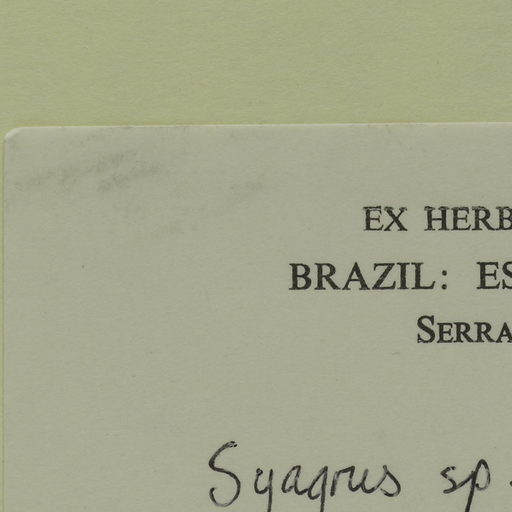 EX HERB
BRAZIL: ES
SERRA
Syagrus sp.